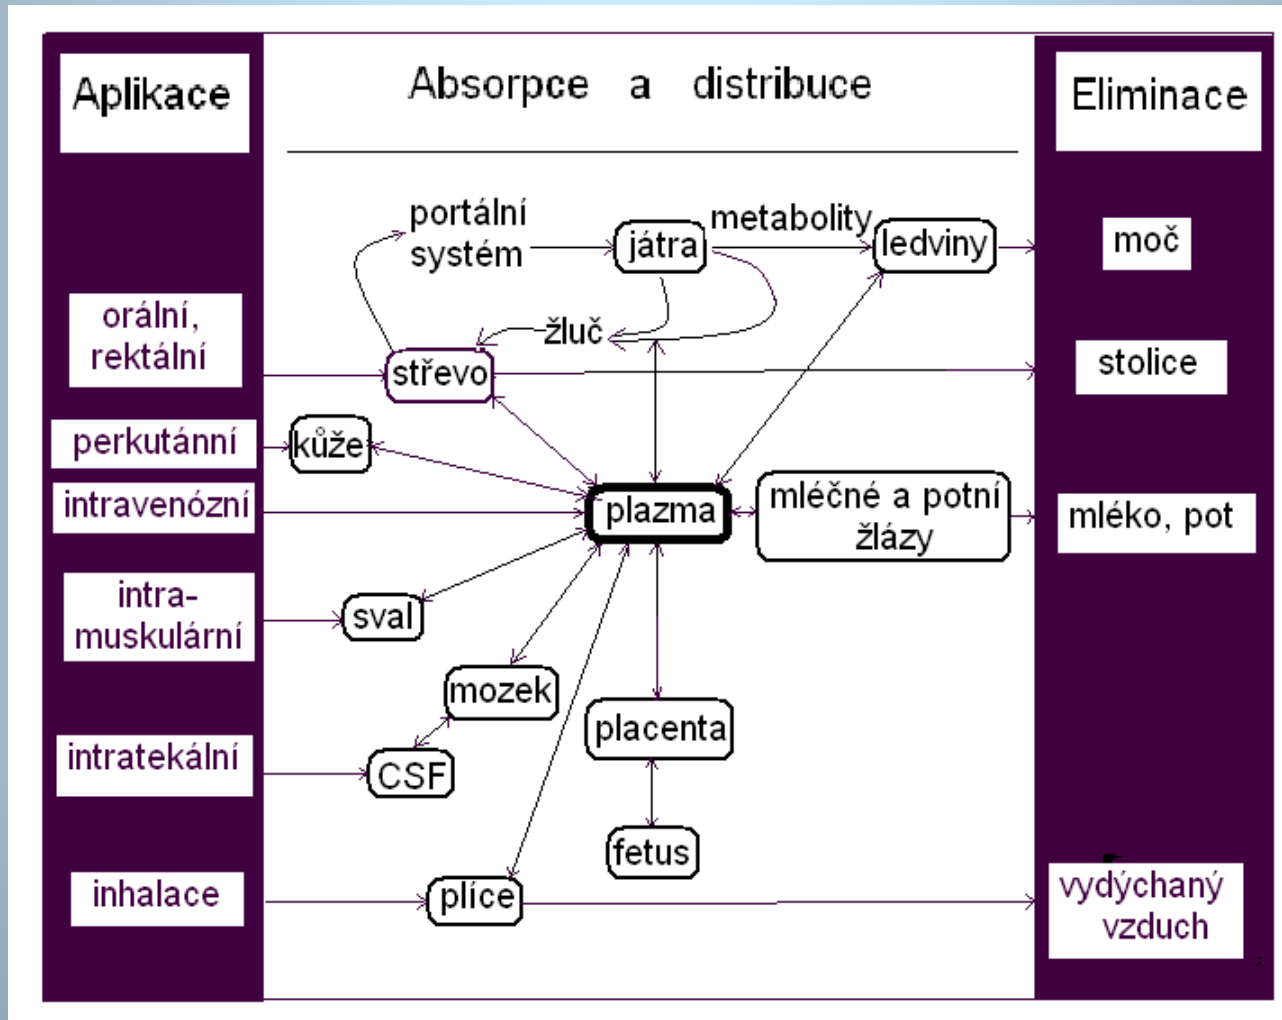 Aplikace
Absorpce a distribuce
Eliminace
portální
systém
játra
metabolity
ledviny
moč
orální,
rektální
žluč
střevo
stolice
perkutánní
kůže
intravenózní
plazma
mléčné a potní
žlázy
mléko, pot
intra-
muskulární
sval
mozek
placenta
intratekální
CSF
fetus
inhalace
plíce
vydýchaný
vzduch